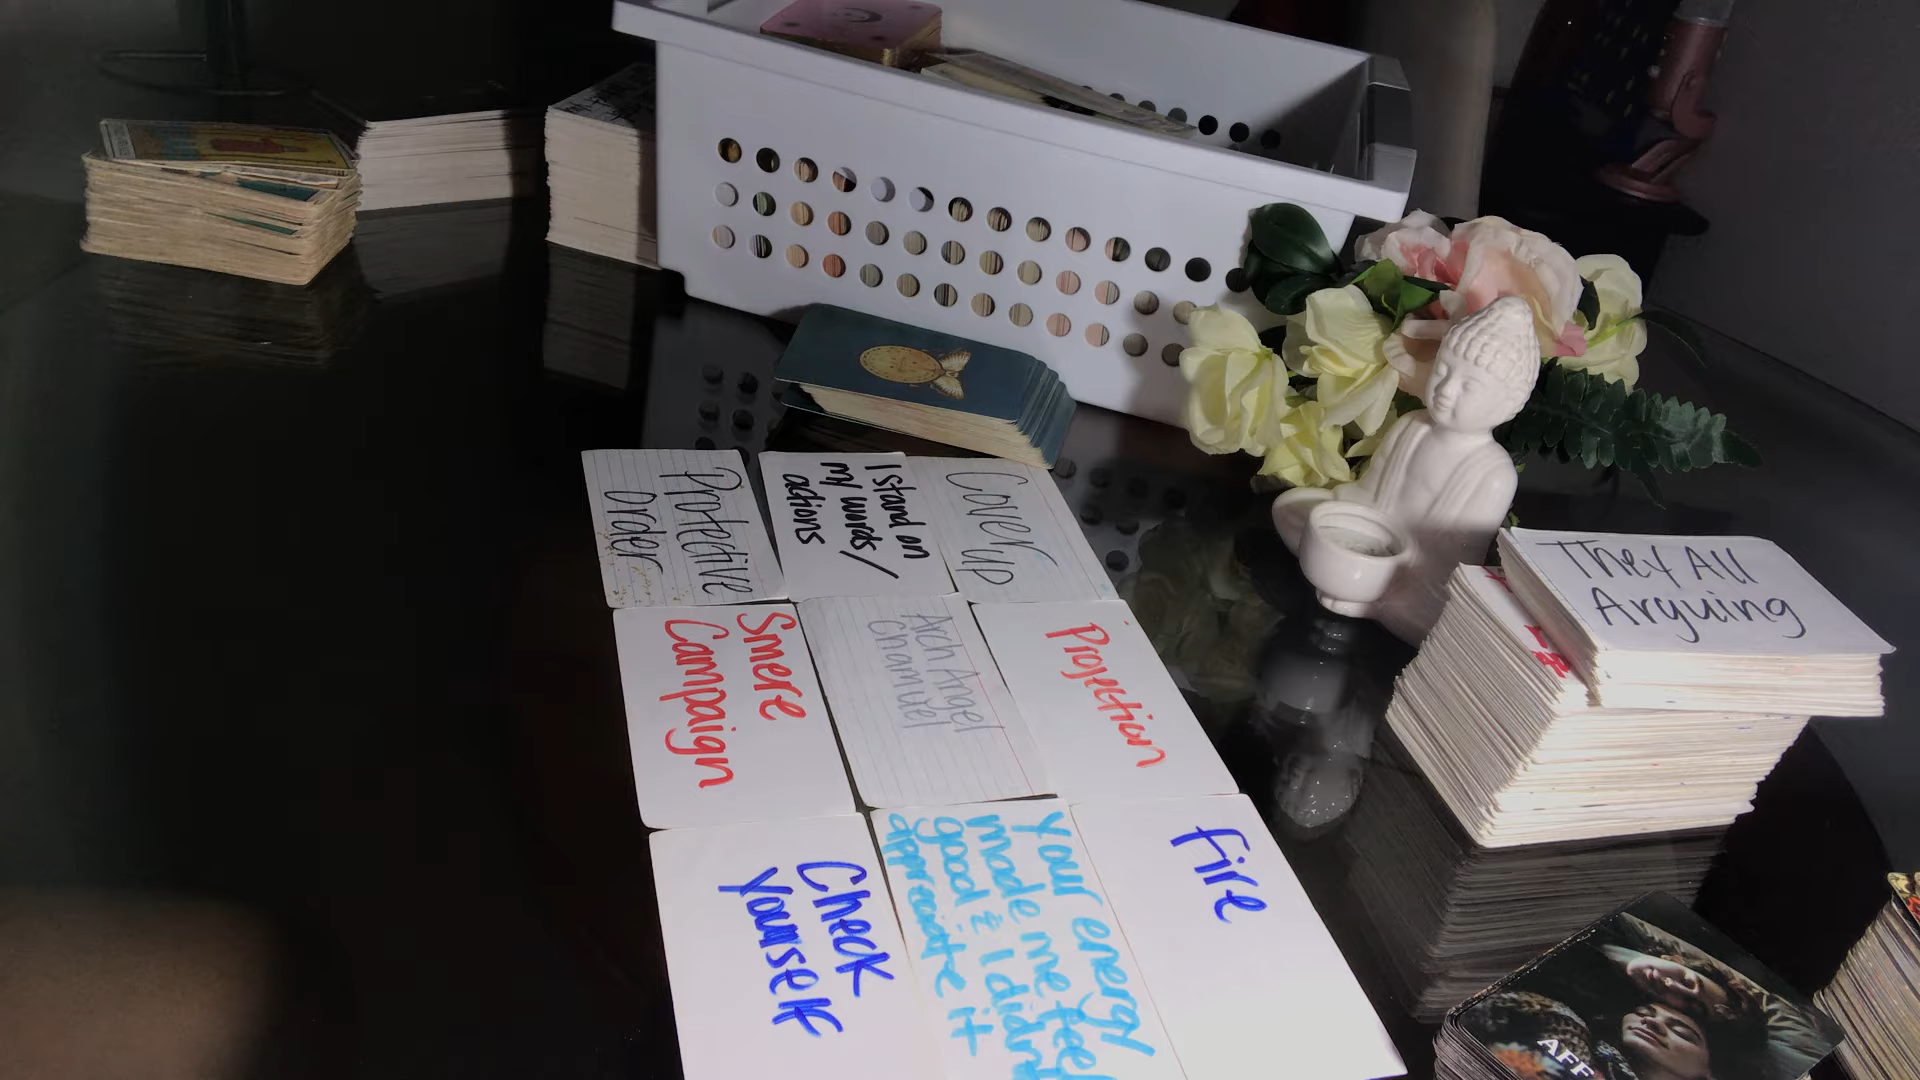 Protective
Order
I stand on
my words/
actions
Cover
up
Smere
Campaign
Arch Angel
Chamuel
Projection
Check
Yourself
Your energy
made me feel
good & I didn
appreciate it
fire
They All
Arguing
AFF